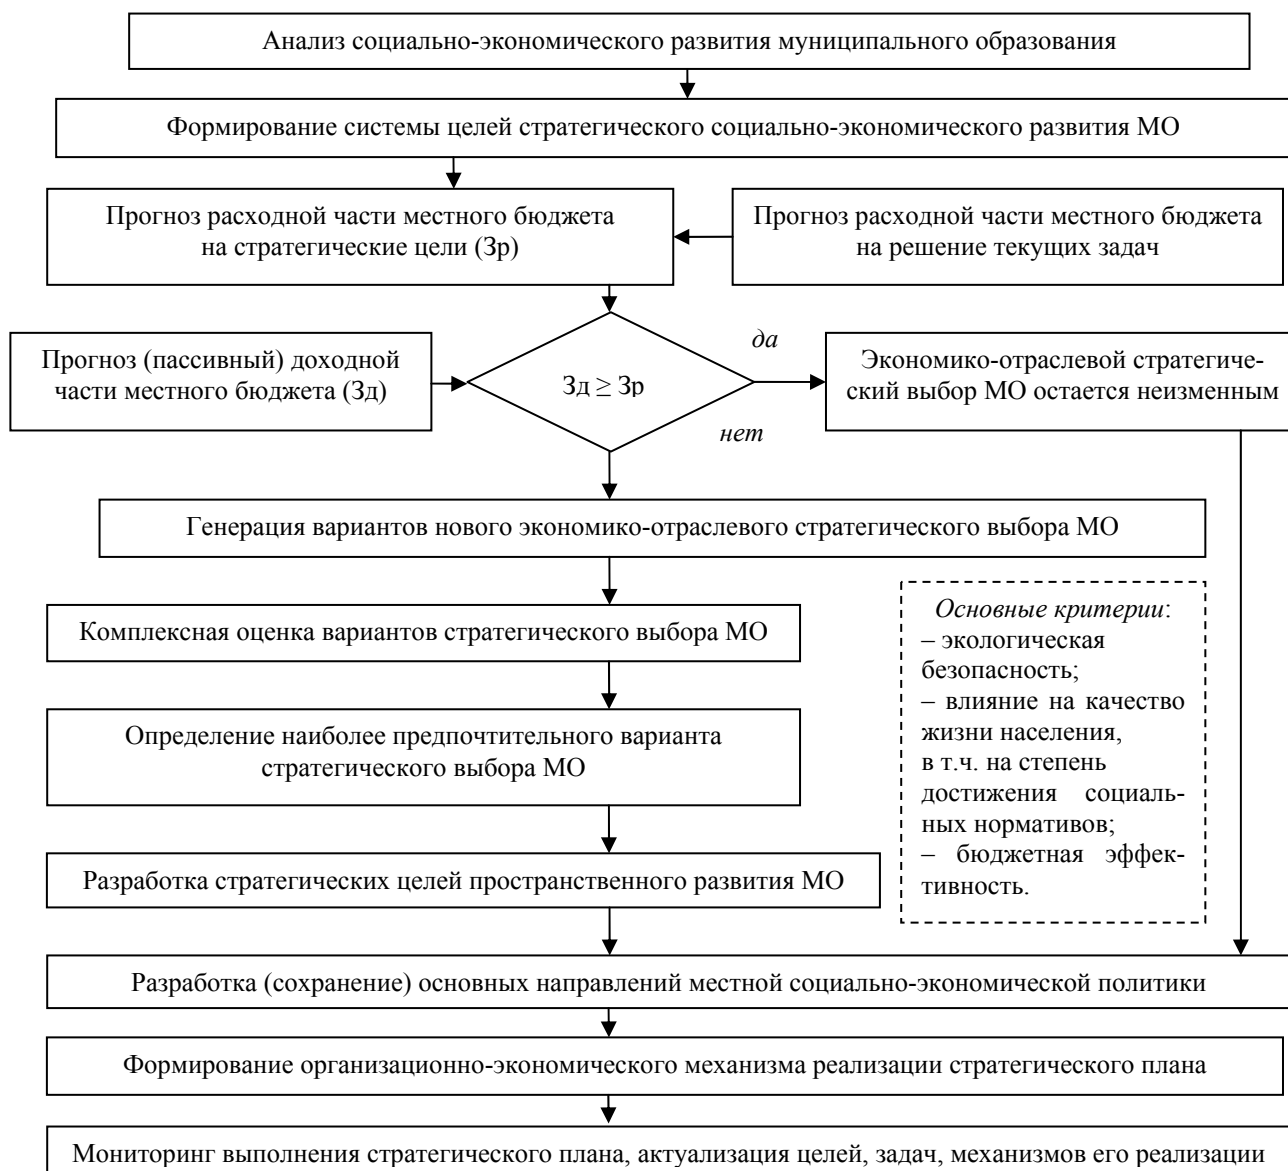 Анализ социально-экономического развития муниципального образования
Формирование системы целей стратегического социально-экономического развития МО
Прогноз расходной части местного бюджета
на стратегические цели (Зр)
Прогноз расходной части местного бюджета
на решение текущих задач
Прогноз (пассивный) доходной
части местного бюджета (Зд)
Зд ≥ Зр
да
нет
Экономико-отраслевой стратегиче-
ский выбор МО остается неизменным
Генерация вариантов нового экономико-отраслевого стратегического выбора МО
Комплексная оценка вариантов стратегического выбора МО
Определение наиболее предпочтительного варианта
стратегического выбора МО
Разработка стратегических целей пространственного развития МО
Основные критерии:
– экологическая
безопасность;
– влияние на качество
жизни населения,
в т.ч. на степень
достижения социаль-
ных нормативов;
– бюджетная эффек-
тивность.
Разработка (сохранение) основных направлений местной социально-экономической политики
Формирование организационно-экономического механизма реализации стратегического плана
Мониторинг выполнения стратегического плана, актуализация целей, задач, механизмов его реализации